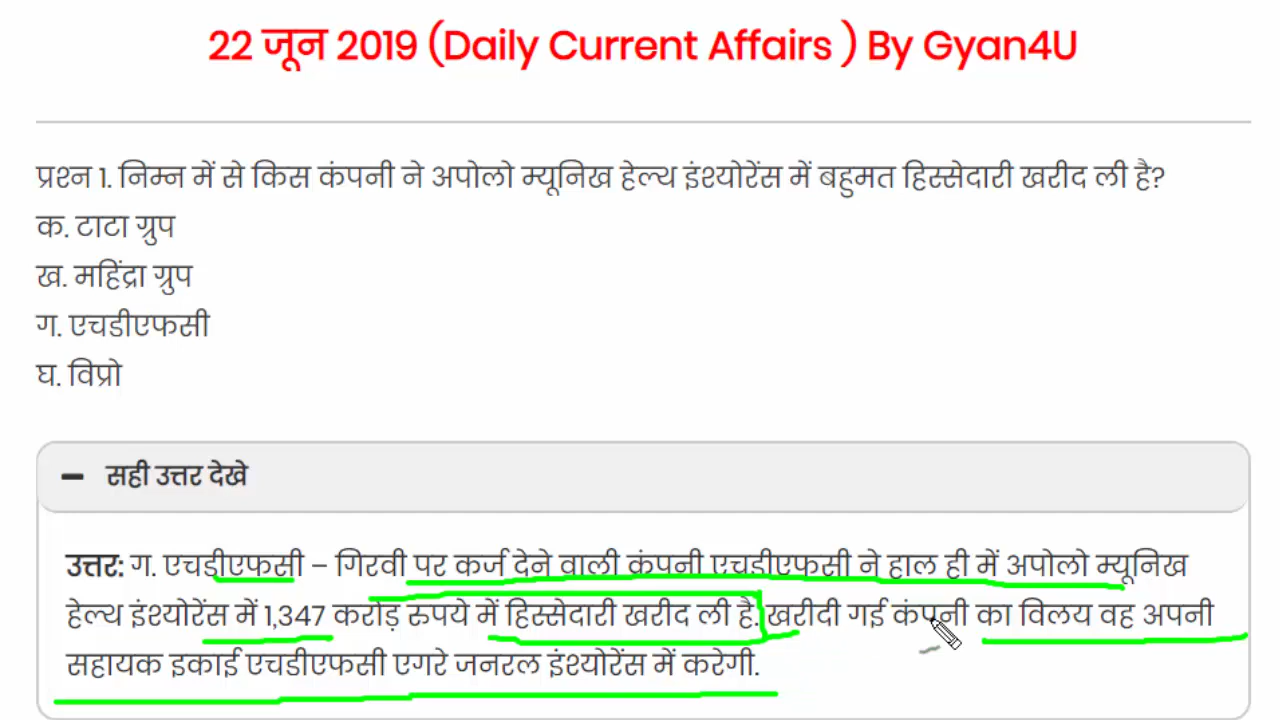 22 जून 2019 (Daily Current Affairs ) By Gyan4U
प्रश्न 1. निम्न में से किस कंपनी ने अपोलो म्यूनिख हेल्थ इंश्योरेंस में बहुमत हिस्सेदारी खरीद ली है?
क. टाटा ग्रुप
ख. महिंद्रा ग्रुप
ग. एचडीएफसी
घ. विप्रो
सही उत्तर देखे
उत्तर: ग. एचडीएफसी – गिरवी पर कर्ज देने वाली कंपनी एचडीएफसी ने हाल ही में अपोलो म्यूनिख
हेल्थ इंश्योरेंस में 1,347 करोड़ रुपये में हिस्सेदारी खरीद ली है. खरीदी गई कंपनी का विलय वह अपनी
सहायक इकाई एचडीएफसी एगरे जनरल इंश्योरेंस में करेगी.